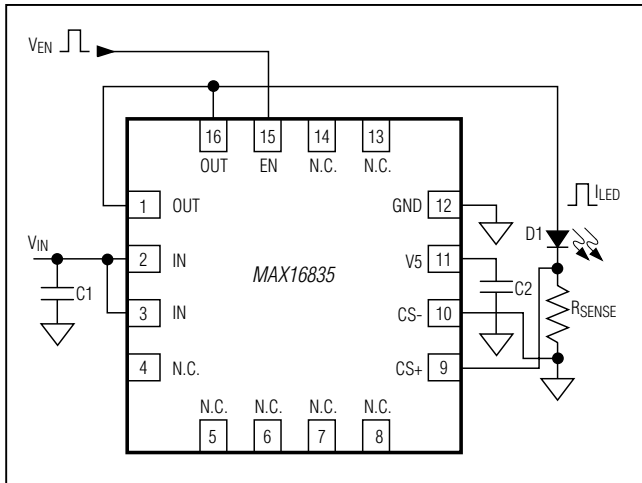 VEN
16 15 14 13
OUT EN N.C. N.C.
1 OUT
GND 12
ILED
D1
VIN
2 IN
MAX16835
V5 11
C1
C2
RSENSE
3 IN
CS- 10
4 N.C.
CS+ 9
N.C. N.C. N.C. N.C.
5 6 7 8